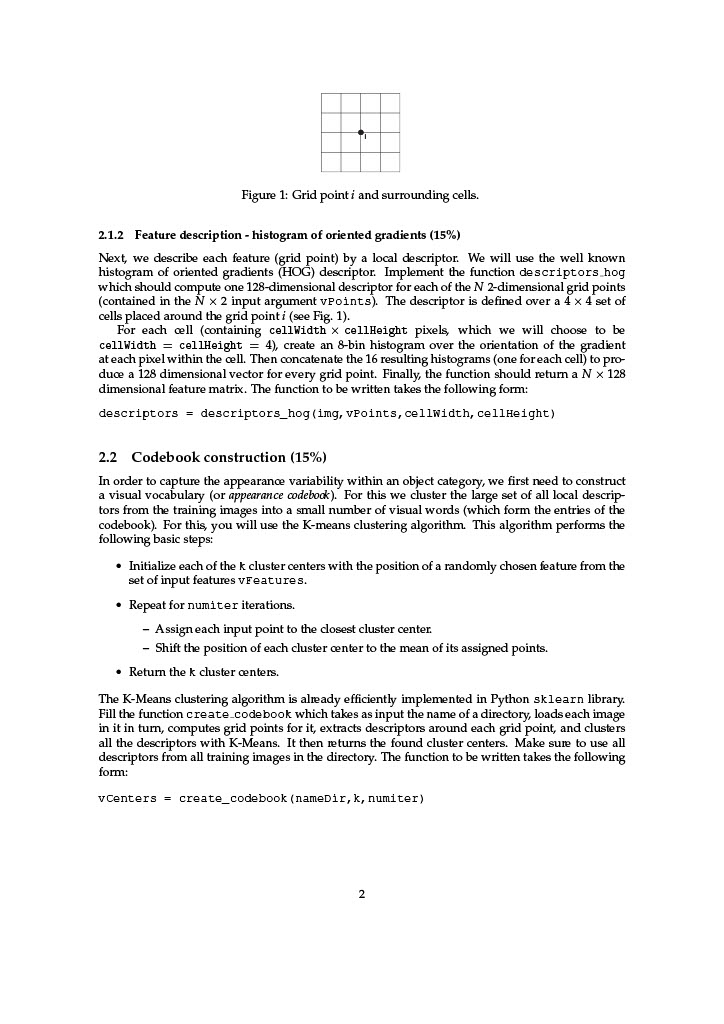 i
Figure 1: Grid point i and surrounding cells.
2.1.2 Feature description - histogram of oriented gradients (15%)
Next, we describe each feature (grid point) by a local descriptor. We will use the well known
histogram of oriented gradients (HOG) descriptor. Implement the function descriptors_hog
which should compute one 128-dimensional descriptor for each of the N 2-dimensional grid points
(contained in the N × 2 input argument vPoints). The descriptor is defined over a 4 × 4 set of
cells placed around the grid point i (see Fig. 1).
For each cell (containing cellWidth × cellHeight pixels, which we will choose to be
cellWidth = cellHeight = 4), create an 8-bin histogram over the orientation of the gradient
at each pixel within the cell. Then concatenate the 16 resulting histograms (one for each cell) to pro-
duce a 128 dimensional vector for every grid point. Finally, the function should return a N × 128
dimensional feature matrix. The function to be written takes the following form:
descriptors = descriptors_hog(img,vPoints,cellWidth,cellHeight)
2.2 Codebook construction (15%)
In order to capture the appearance variability within an object category, we first need to construct
a visual vocabulary (or appearance codebook). For this we cluster the large set of all local descrip-
tors from the training images into a small number of visual words (which form the entries of the
codebook). For this, you will use the K-means clustering algorithm. This algorithm performs the
following basic steps:
• Initialize each of the k cluster centers with the position of a randomly chosen feature from the
set of input features vFeatures.
• Repeat for numiter iterations.
– Assign each input point to the closest cluster center.
– Shift the position of each cluster center to the mean of its assigned points.
• Return the k cluster centers.
The K-Means clustering algorithm is already efficiently implemented in Python sklearn library.
Fill the function create_codebook which takes as input the name of a directory, loads each image
in it in turn, computes grid points for it, extracts descriptors around each grid point, and clusters
all the descriptors with K-Means. It then returns the found cluster centers. Make sure to use all
descriptors from all training images in the directory. The function to be written takes the following
form:
vCenters = create_codebook(nameDir,k,numiter)
2